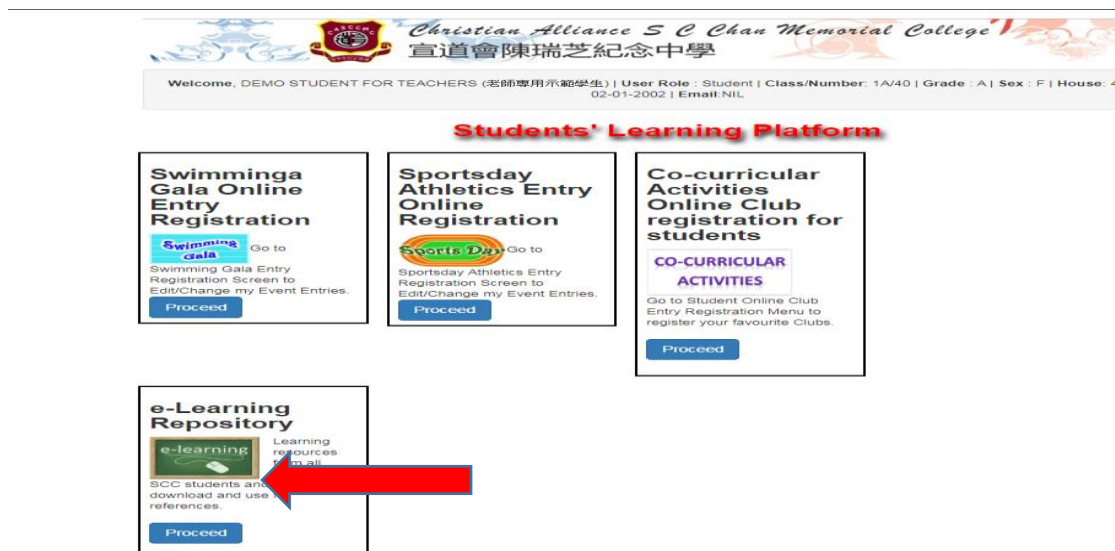 Christian Alliance S C Chan Memorial College
宣道會陳瑞芝紀念中學
Welcome, DEMO STUDENT FOR TEACHERS (老師專用示範學生) | User Role : Student | Class/Number: 1A/40 | Grade : A | Sex : F | House: 4
02-01-2002 | Email:NIL
Students' Learning Platform
Swimminga
Gala Online
Entry
Registration
Swimming
Gala
Go to
Swimming Gala Entry
Registration Screen to
Edit/Change my Event Entries.
Proceed
Sportsday
Athletics Entry
Online
Registration
Sports Day
Go to
Sportsday Athletics Entry
Registration Screen to
Edit/Change my Event Entries.
Proceed
Co-curricular
Activities
Online Club
registration for
students
CO-CURRICULAR
ACTIVITIES
Go to Student Online Club
Entry Registration Menu to
register your favourite Clubs.
Proceed
e-Learning
Repository
e-learning
Learning
resources
from all
SCC students and
download and use
references.
Proceed